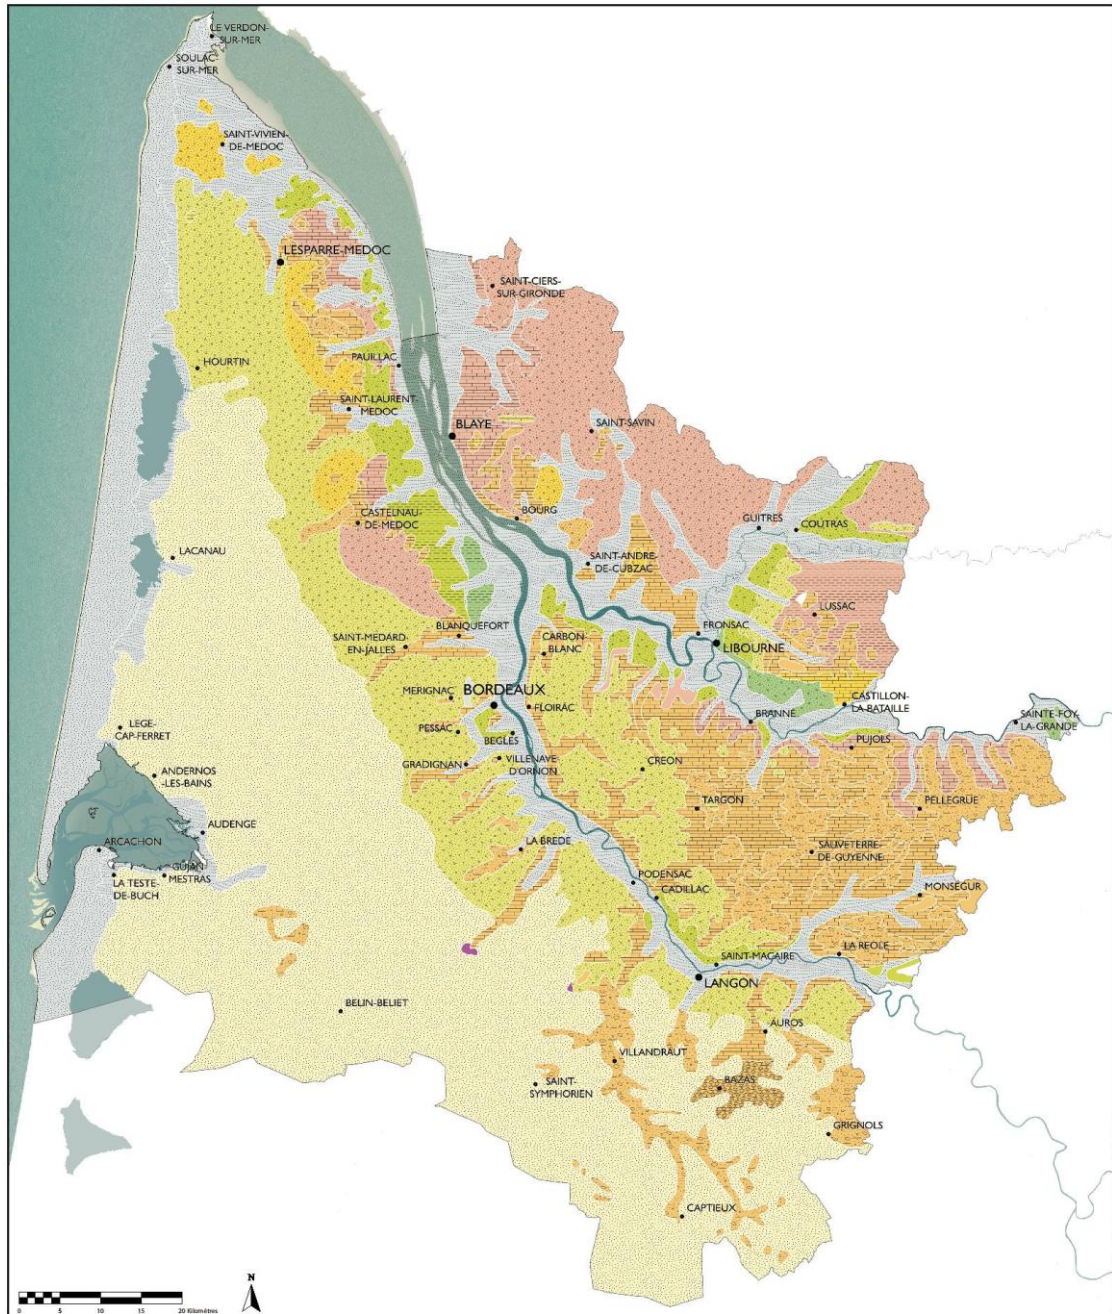 LE VERDON-
SUR-MER
SOULAC-
SUR-MER
SAINT-VIVIEN-
DE-MEDOC
LESPARRE-MEDOC
SAINT-CIERS-
SUR-GIRONDE
HOURTIN
PAUILLAC
SAINT-LAURENT-
MEDOC
BLAYE
SAINT-SAVIN
BOURG
CASTELNAU-
DE-MEDOC
GUITRES
COUTRAS
LACANAU
SAINT-ANDRE-
DE-CUBZAC
LUSSAC
BLANQUEFORT
FRONSAC
SAINT-MEDARD-
EN-JALLES
CARBON-
BLANC
LIBOURNE
MERIGNAC
BORDEAUX
FLOIRAC
CASTILLON-
LA-BATAILLE
LEGE-
CAP-FERRET
PESSAC
BEGLES
BRANNE
SAINTE-FOY-
LA-GRANDE
PUJOLS
GRADIGNAN
VILLENAVE-
D'ORNON
CREON
ANDERNOS
-LES-BAINS
TARGON
PELLEGRUE
AUDENGE
ARCACHON
LA BREDE
SAUVETERRE-
DE-GUYENNE
LA TESTE-
DE-BUCH
GUJAN-
MESTRAS
PODENSAC
CADILLAC
MONSEGUR
LA REOLE
SAINT-MACAIRE
LANGON
BELIN-BELIET
AUROS
VILLANDRAUT
SAINT-
SYMPHORIEN
BAZAS
GRIGNOLS
CAPTIEUX
N
0 5 10 15 20 Kilomètres